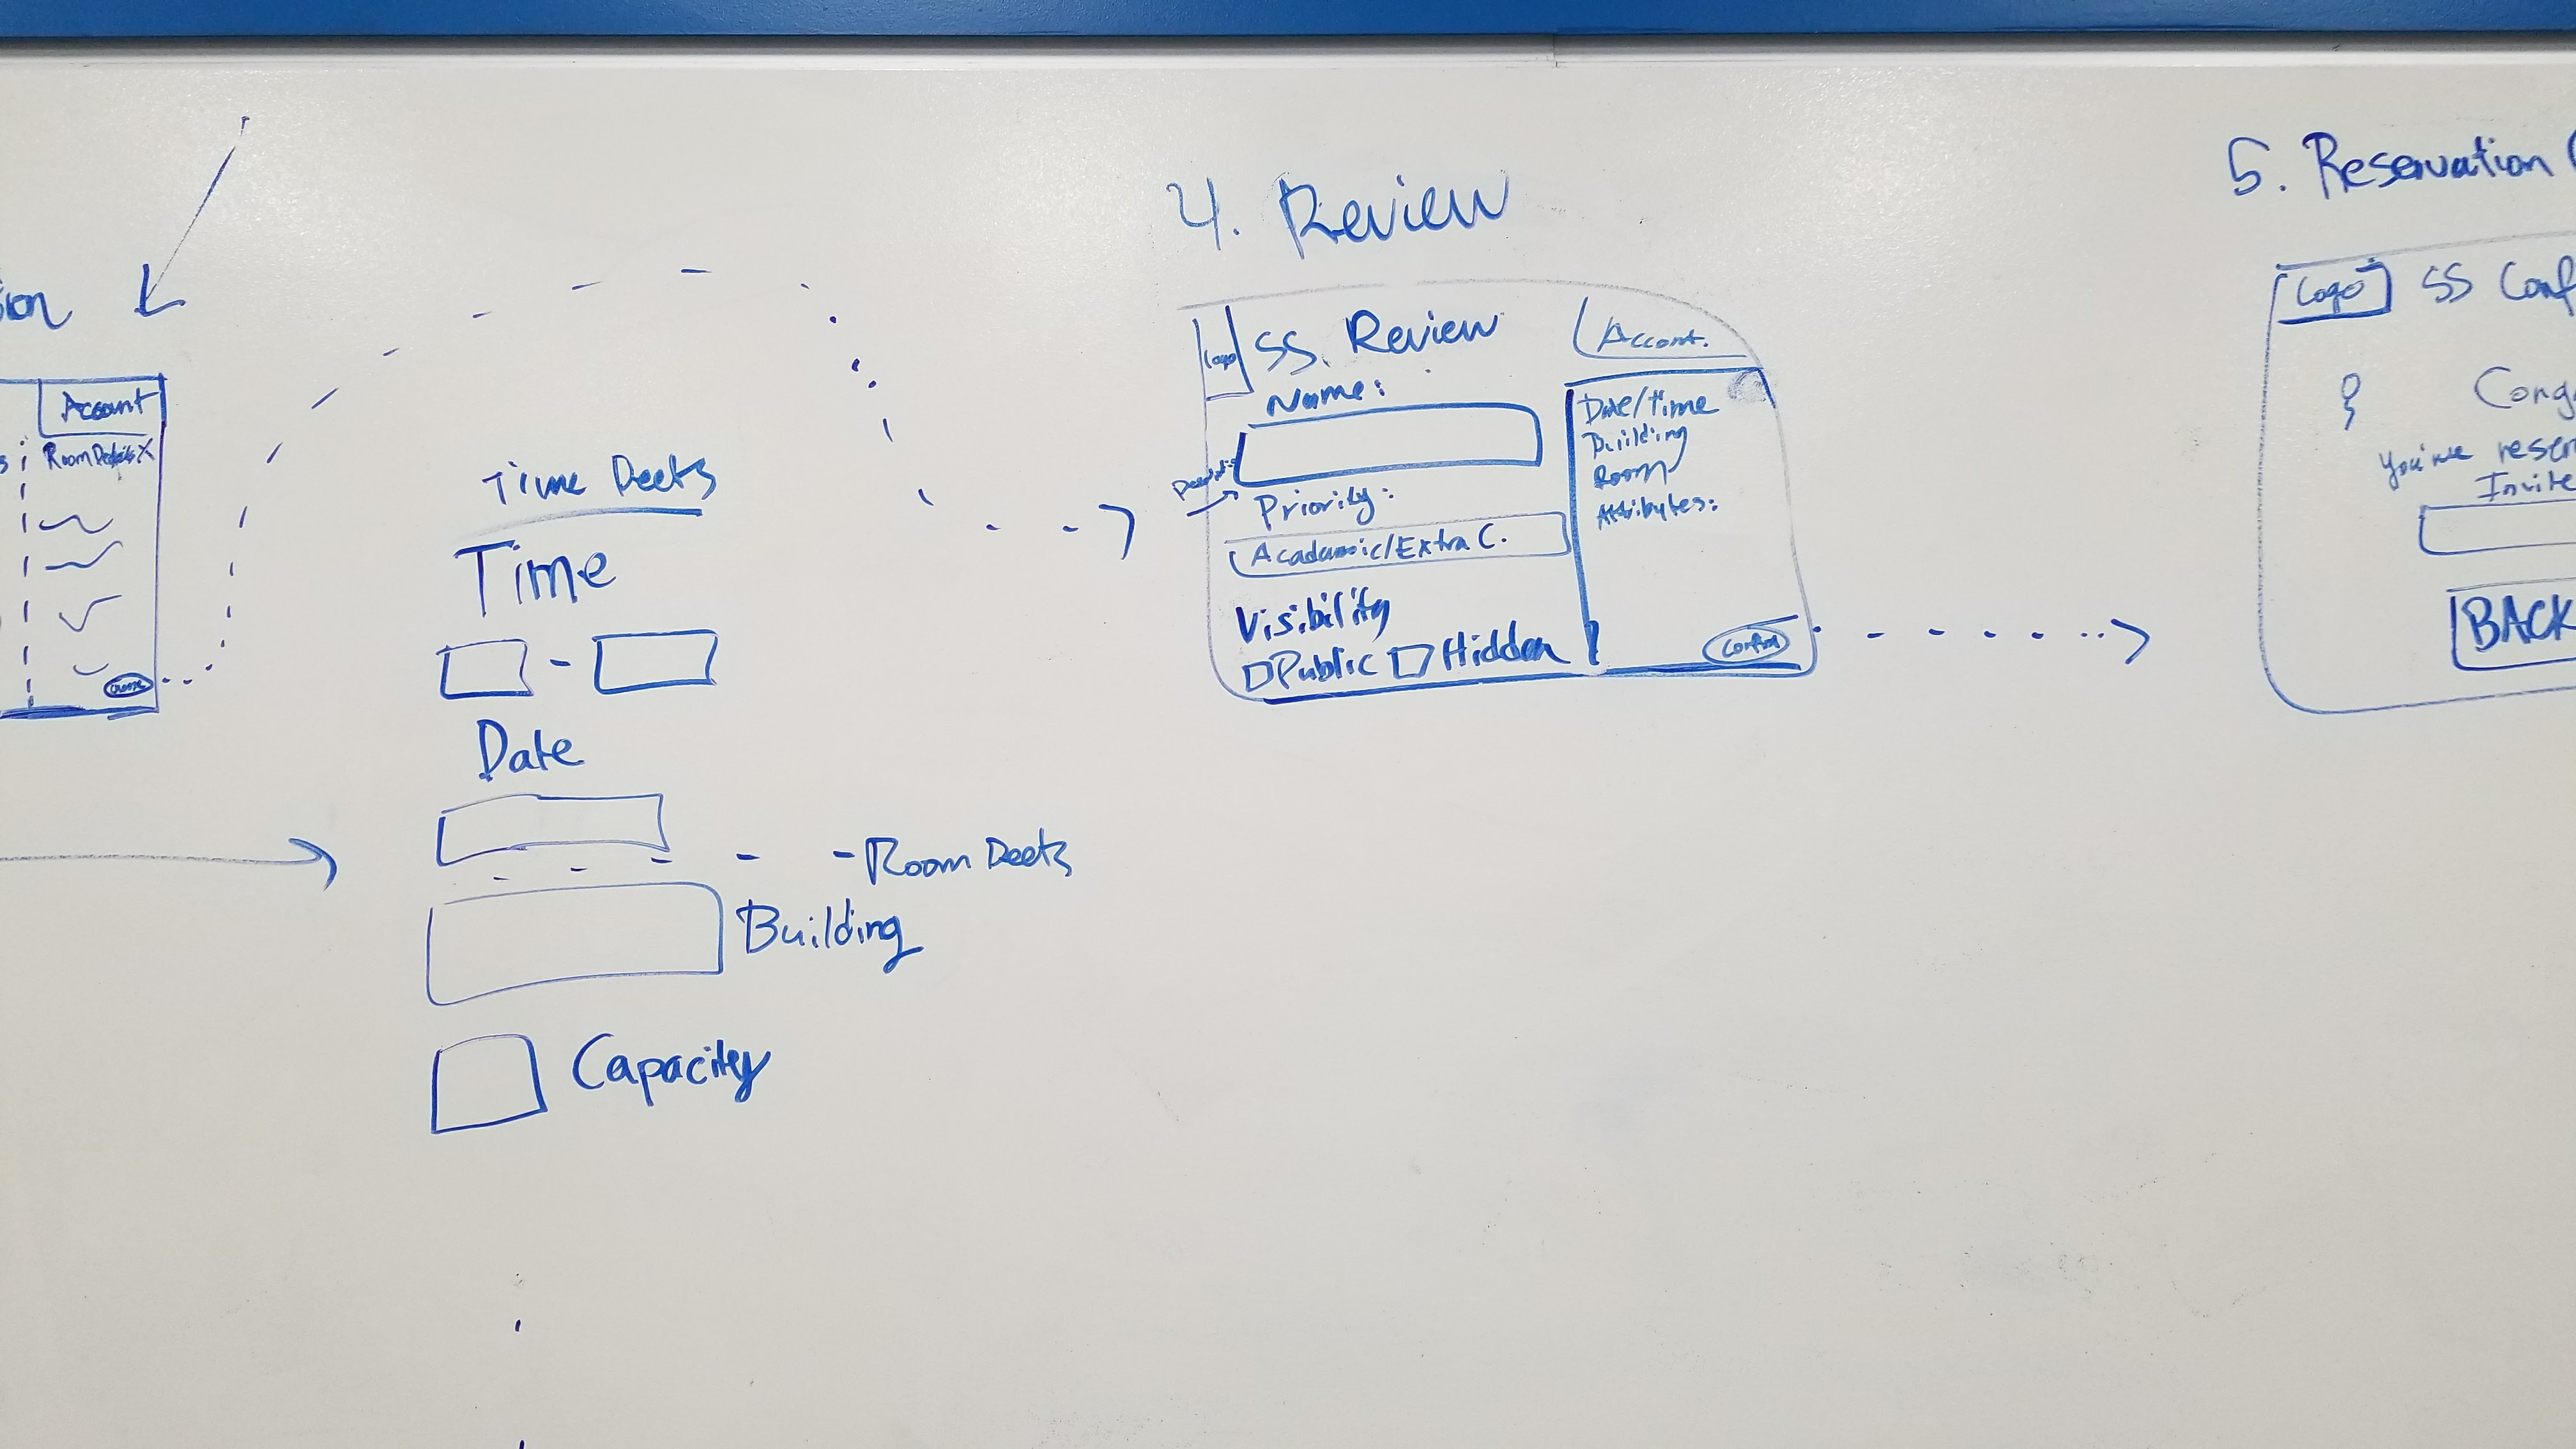 ion
Account
Room Details X
Time Deets
Time
Date
Room Deets
Building
Capacity
4. Review
Logo
SS Review
Account.
Name:
Priority:
Academic/Extra C.
Visibility
Public Hidden
Date/Time
Building
Room
Attributes:
Confirm
5. Reservation
Logo SS Conf
Cong
You've reser
Invite
BACK